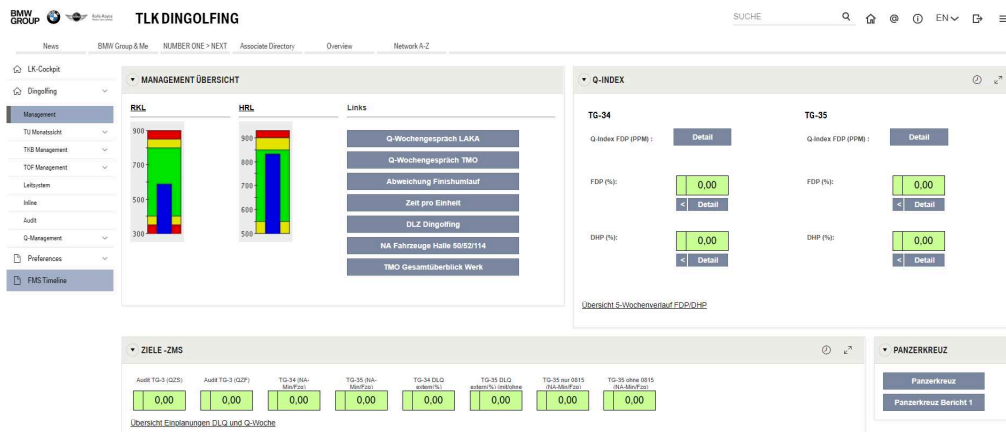 BMW
GROUP
TLK DINGOLFING
SUCHE
EN
News
BMW Group & Me
NUMBER ONE > NEXT
Associate Directory
Overview
Network A-Z
LK-Cockpit
Dingolfing
Management
TU Monatssicht
TKB Management
TOF Management
Leitsystem
Inline
Audit
Q-Management
Preferences
FMS Timeline
MANAGEMENT ÜBERSICHT
RKL
HRL
Links
900
700
500
300
900
800
700
600
500
Q-Wochengespräch LAKA
Q-Wochengespräch TMO
Abweichung Finishumlauf
Zeit pro Einheit
DLZ Dingolfing
NA Fahrzeuge Halle 50/52/114
TMO Gesamtüberblick Werk
Q-INDEX
TG-34
TG-35
Q-Index FDP (PPM) :
Detail
Q-Index FDP (PPM) :
Detail
FDP (%):
0,00
< Detail
FDP (%):
0,00
< Detail
DHP (%):
0,00
< Detail
DHP (%):
0,00
< Detail
Übersicht 5-Wochenverlauf FDP/DHP
ZIELE -ZMS
Audit TG-3 (QZS)
0,00
Audit TG-3 (QZF)
0,00
TG-34 (NA-
Min/Fzg)
0,00
TG-35 (NA-
Min/Fzg)
0,00
TG-34 DLQ
extern(%)
0,00
TG-35 DLQ
extern(%) (mit/ohne
0,00
TG-35 nur 0815
(NA-Min/Fzg)
0,00
TG-35 ohne 0815
(NA-Min/Fzg)
0,00
Übersicht Einplanungen DLQ und Q-Woche
PANZERKREUZ
Panzerkreuz
Panzerkreuz Bericht 1